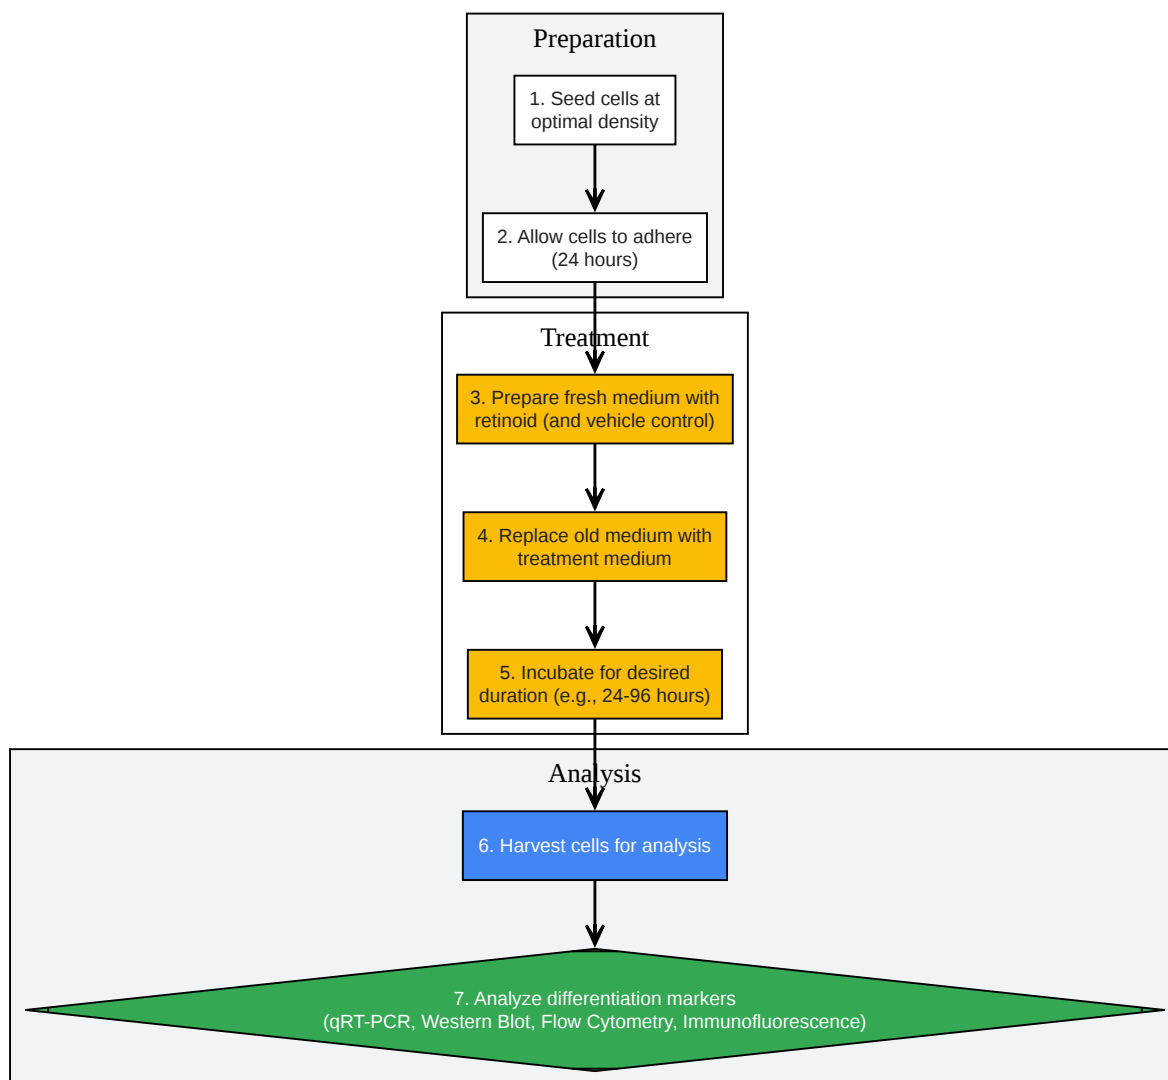 Preparation
1. Seed cells at
optimal density
2. Allow cells to adhere
(24 hours)
Treatment
3. Prepare fresh medium with
retinoid (and vehicle control)
4. Replace old medium with
treatment medium
5. Incubate for desired
duration (e.g., 24-96 hours)
Analysis
6. Harvest cells for analysis
7. Analyze differentiation markers
(qRT-PCR, Western Blot, Flow Cytometry, Immunofluorescence)